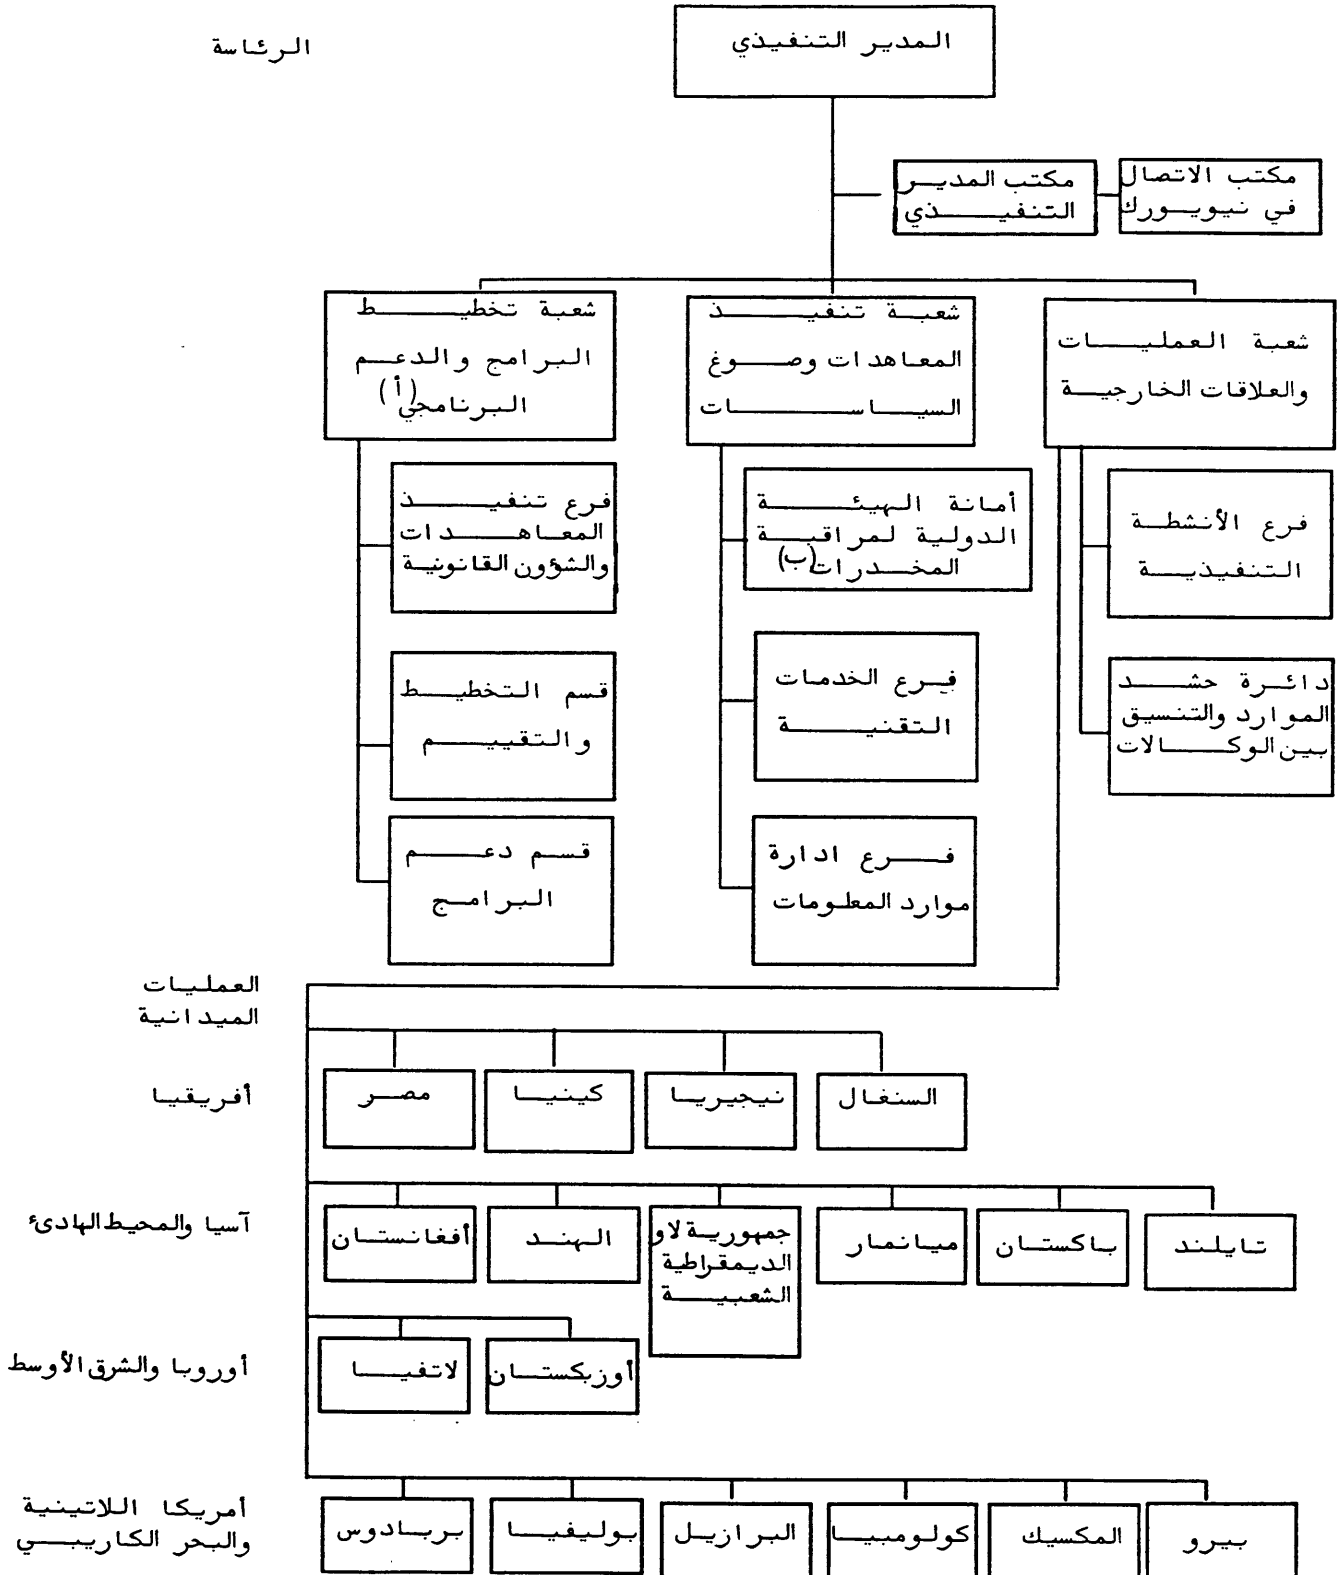 الرئاسة
المدير التنفيذي
مكتب الاتصال
في نيويورك
مكتب المدير
التنفيذي
شعبة العمليات
والعلاقات الخارجية
شعبة تنفيذ
المعاهدات وصوغ
السياسات
شعبة تخطيط
البرامج والدعم
البرنامجي(أ)
فرع الأنشطة
التنفيذية
دائرة حشد
الموارد والتنسيق
بين الوكالات
أمانة الهيئة
الدولية لمراقبة
المخدرات(ب)
فرع الخدمات
التقنية
فرع ادارة
موارد المعلومات
فرع تنفيذ
المعاهدات
والشؤون القانونية
قسم التخطيط
والتقييم
قسم دعم
البرامج
العمليات
الميدانية
أفريقيا
السنغال
نيجيريا
كينيا
مصر
آسيا والمحيط الهادئ
تايلند
باكستان
ميانمار
جمهورية لاو
الديمقراطية
الشعبية
الهند
أفغانستان
أوروبا والشرق الأوسط
أوزبكستان
لاتفيا
أمريكا اللاتينية
والبحر الكاريبي
بيرو
المكسيك
كولومبيا
البرازيل
بوليفيا
بربادوس